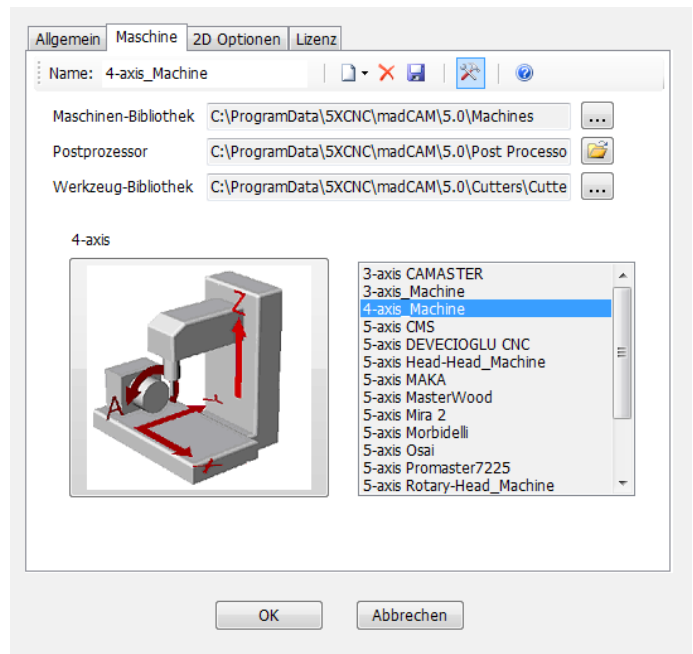 Allgemein Maschine 2D Optionen Lizenz
Name: 4-axis_Machine
Maschinen-Bibliothek C:\ProgramData\5XCNC\madCAM\5.0\Machines ...
Postprozessor C:\ProgramData\5XCNC\madCAM\5.0\Post Processo
Werkzeug-Bibliothek C:\ProgramData\5XCNC\madCAM\5.0\Cutters\Cutte ...
4-axis
Z
A
Y
X
3-axis CAMASTER
3-axis_Machine
4-axis_Machine
5-axis CMS
5-axis DEVECIOGLU CNC
5-axis Head-Head_Machine
5-axis MAKA
5-axis MasterWood
5-axis Mira 2
5-axis Morbidelli
5-axis Osai
5-axis Promaster7225
5-axis Rotary-Head_Machine
OK Abbrechen